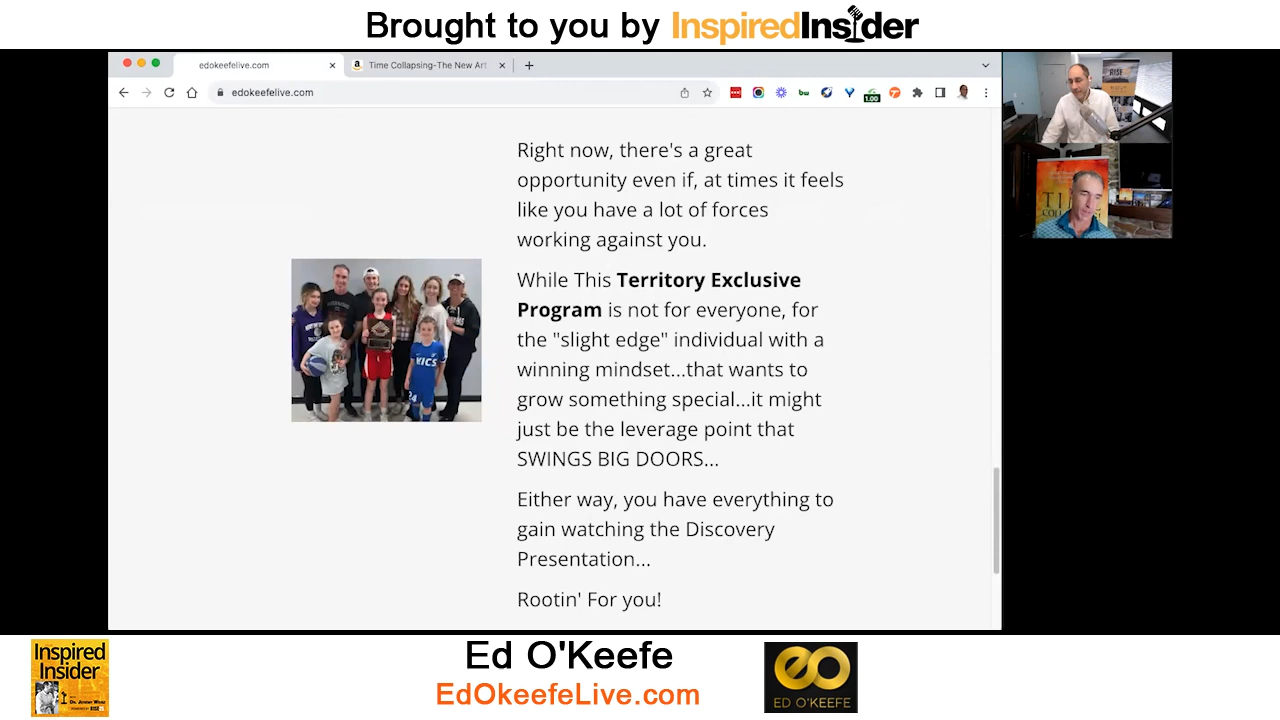 Brought to you by InspiredInsider
edokeefelive.com
Time Collapsing-The New Art
edokeefelive.com
1.00
RISE
Right now, there's a great
opportunity even if, at times it feels
like you have a lot of forces
working against you.
While This Territory Exclusive
Program is not for everyone, for
the "slight edge" individual with a
winning mindset...that wants to
grow something special...it might
just be the leverage point that
SWINGS BIG DOORS...
Either way, you have everything to
gain watching the Discovery
Presentation...
Rootin' For you!
Inspired
Insider
Ed O'Keefe
EdOkeefeLive.com
eo
ED O'KEEFE